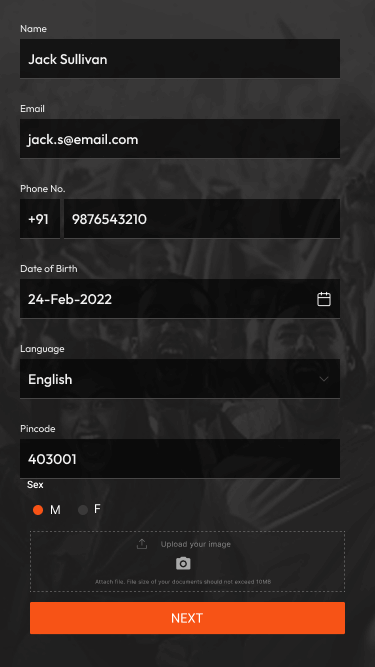 Name
Jack Sullivan
Email
jack.s@email.com
Phone No.
+91 9876543210
Date of Birth
24-Feb-2022
Language
English
Pincode
403001
Sex
M F
Upload your image
Attach file. File size of your documents should not exceed 10MB
NEXT